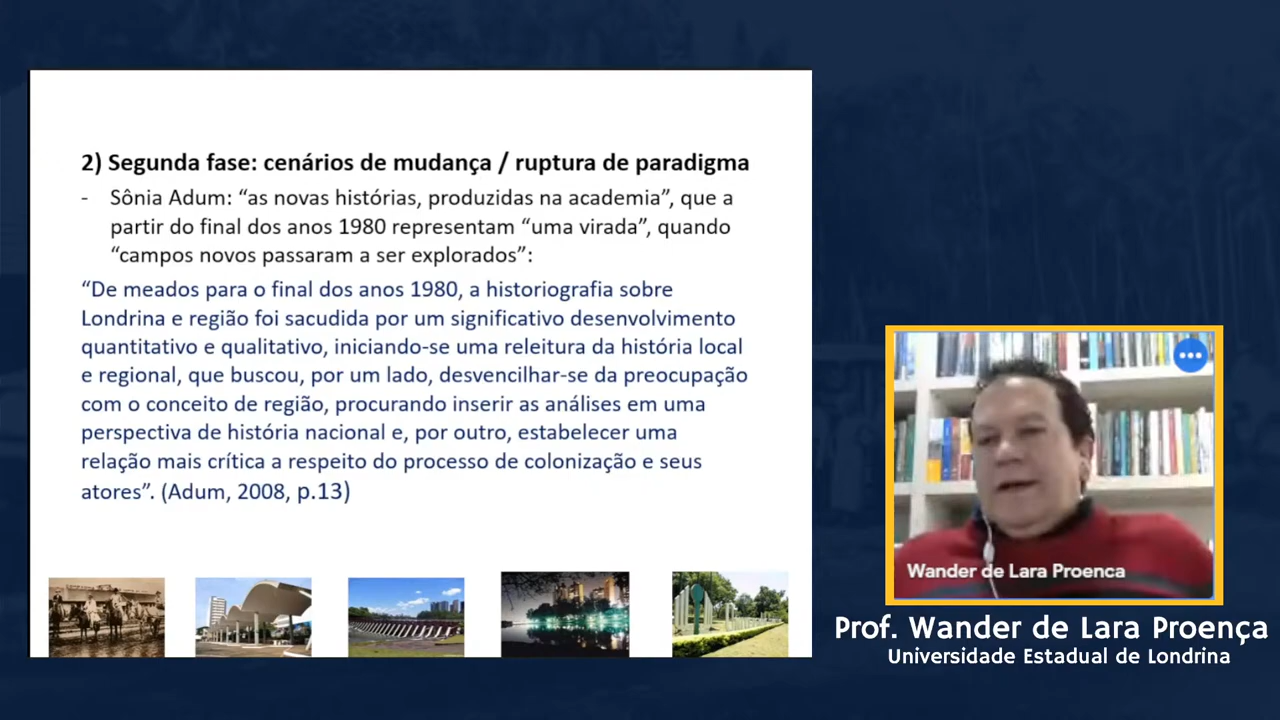 2) Segunda fase: cenários de mudança / ruptura de paradigma
- Sônia Adum: “as novas histórias, produzidas na academia”, que a
partir do final dos anos 1980 representam “uma virada”, quando
“campos novos passaram a ser explorados”:
“De meados para o final dos anos 1980, a historiografia sobre
Londrina e região foi sacudida por um significativo desenvolvimento
quantitativo e qualitativo, iniciando-se uma releitura da história local
e regional, que buscou, por um lado, desvencilhar-se da preocupação
com o conceito de região, procurando inserir as análises em uma
perspectiva de história nacional e, por outro, estabelecer uma
relação mais crítica a respeito do processo de colonização e seus
atores”. (Adum, 2008, p.13)
Wander de Lara Proenca
Prof. Wander de Lara Proença
Universidade Estadual de Londrina